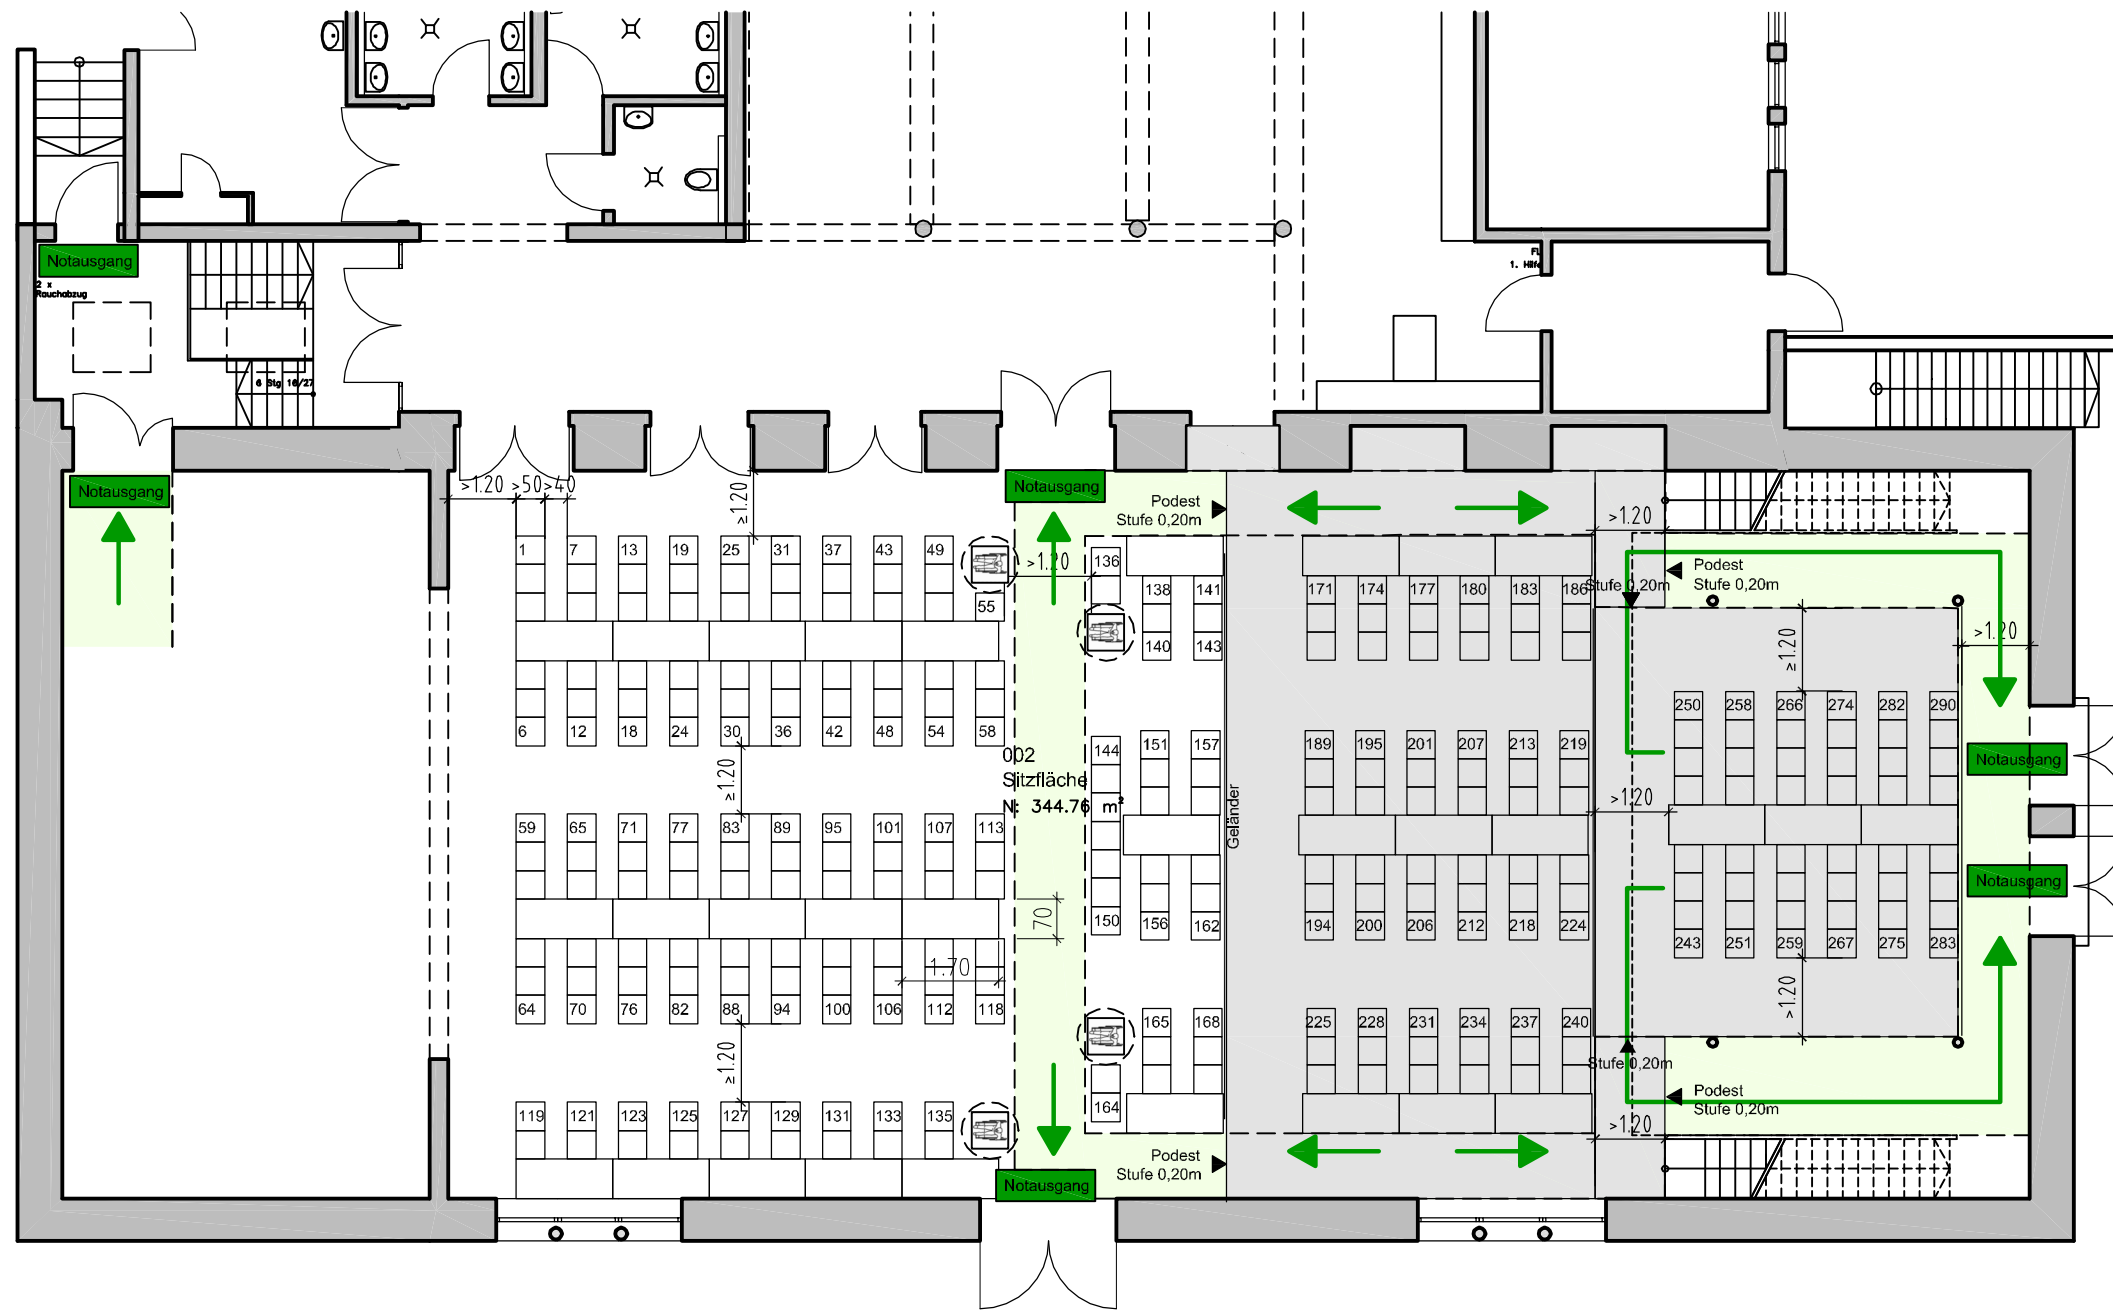 FL
1. Hilfe
Notausgang
2 x
Rauchabzug
6 Stg 16/27
Notausgang
>1.20 >50 >40
≥1.20
Notausgang
Podest
Stufe 0,20m
>1.20
1 7 13 19 25 31 37 43 49
55
>1.20
136
138 141
140 143
171 174 177 180 183 186
Stufe 0,20m
Podest
Stufe 0,20m
≥1.20
>1.20
6 12 18 24 30 36 42 48 54 58
≥1.20
002
Sitzfläche
N: 344.76 m²
144 151 157
189 195 201 207 213 219
250 258 266 274 282 290
Notausgang
>1.20
Geländer
59 65 71 77 83 89 95 101 107 113
70
150 156 162
194 200 206 212 218 224
243 251 259 267 275 283
Notausgang
1.70
64 70 76 82 88 94 100 106 112 118
≥1.20
>1.20
165 168
225 228 231 234 237 240
Stufe 0,20m
Podest
Stufe 0,20m
164
119 121 123 125 127 129 131 133 135
>1.20
Podest
Stufe 0,20m
Notausgang